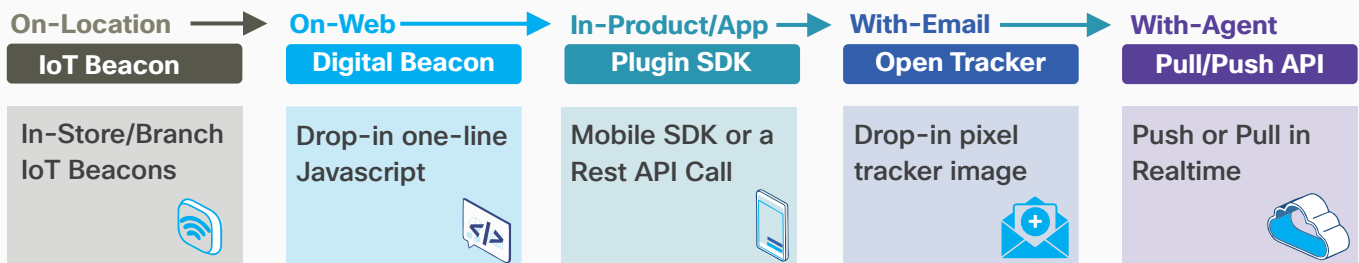 On-Location
On-Web
In-Product/App
With-Email
With-Agent
IoT Beacon
Digital Beacon
Plugin SDK
Open Tracker
Pull/Push API
In-Store/Branch
IoT Beacons
Drop-in one-line
Javascript
Mobile SDK or a
Rest API Call
Drop-in pixel
tracker image
Push or Pull in
Realtime